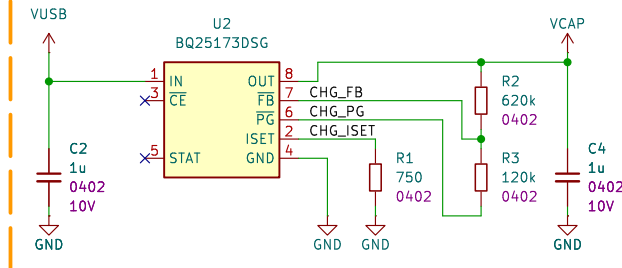 VUSB
U2
BQ25173DSG
VCAP
1 IN
3 CE
5 STAT
OUT 8
FB 7
PG 6
ISET 2
GND 4
CHG_FB
CHG_PG
CHG_ISET
R2
620k
0402
R1
750
0402
R3
120k
0402
C2
1u
0402
10V
C4
1u
0402
10V
GND
GND
GND
GND